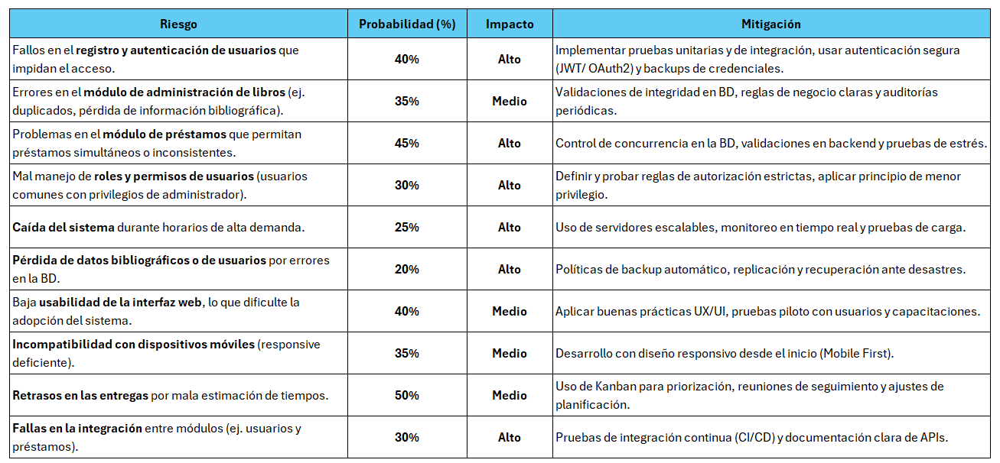 Riesgo Probabilidad (%) Impacto Mitigación
Fallos en el registro y autenticación de usuarios que
impidan el acceso.
40%
Alto
Implementar pruebas unitarias y de integración, usar autenticación segura
(JWT/ OAuth2) y backups de credenciales.
Errores en el módulo de administración de libros (ej.
duplicados, pérdida de información bibliográfica).
35%
Medio
Validaciones de integridad en BD, reglas de negocio claras y auditorías
periódicas.
Problemas en el módulo de préstamos que permitan
préstamos simultáneos o inconsistentes.
45%
Alto
Control de concurrencia en la BD, validaciones en backend y pruebas de estrés.
Mal manejo de roles y permisos de usuarios (usuarios
comunes con privilegios de administrador).
30%
Alto
Definir y probar reglas de autorización estrictas, aplicar principio de menor
privilegio.
Caída del sistema durante horarios de alta demanda.
25%
Alto
Uso de servidores escalables, monitoreo en tiempo real y pruebas de carga.
Pérdida de datos bibliográficos o de usuarios por errores
en la BD.
20%
Alto
Políticas de backup automático, replicación y recuperación ante desastres.
Baja usabilidad de la interfaz web, lo que dificulte la
adopción del sistema.
40%
Medio
Aplicar buenas prácticas UX/UI, pruebas piloto con usuarios y capacitaciones.
Incompatibilidad con dispositivos móviles (responsive
deficiente).
35%
Medio
Desarrollo con diseño responsivo desde el inicio (Mobile First).
Retrasos en las entregas por mala estimación de tiempos.
50%
Medio
Uso de Kanban para priorización, reuniones de seguimiento y ajustes de
planificación.
Fallas en la integración entre módulos (ej. usuarios y
préstamos).
30%
Alto
Pruebas de integración continua (CI/CD) y documentación clara de APIs.